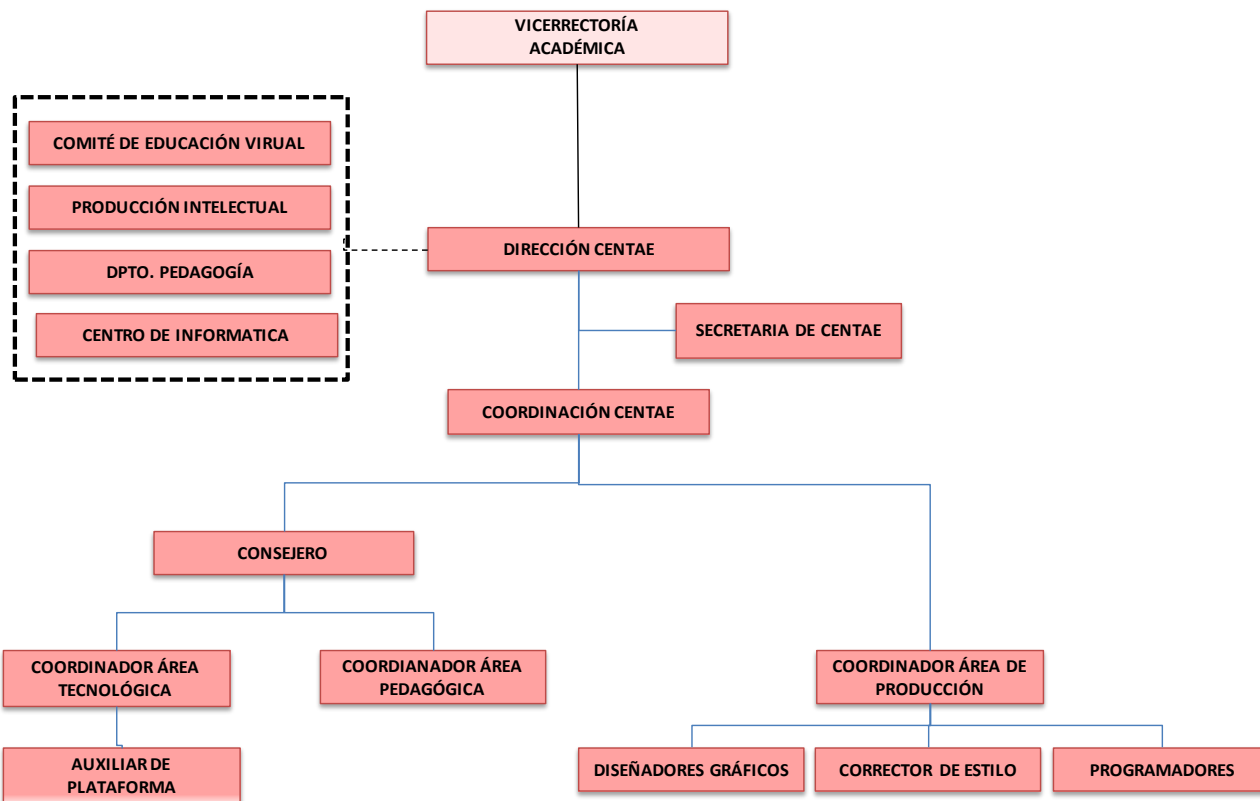 VICERRECTORÍA
ACADÉMICA
COMITÉ DE EDUCACIÓN VIRUAL
PRODUCCIÓN INTELECTUAL
DPTO. PEDAGOGÍA
CENTRO DE INFORMATICA
DIRECCIÓN CENTAE
SECRETARIA DE CENTAE
COORDINACIÓN CENTAE
CONSEJERO
COORDINADOR ÁREA
TECNOLÓGICA
COORDIANADOR ÁREA
PEDAGÓGICA
COORDINADOR ÁREA DE
PRODUCCIÓN
AUXILIAR DE
PLATAFORMA
DISEÑADORES GRÁFICOS
CORRECTOR DE ESTILO
PROGRAMADORES